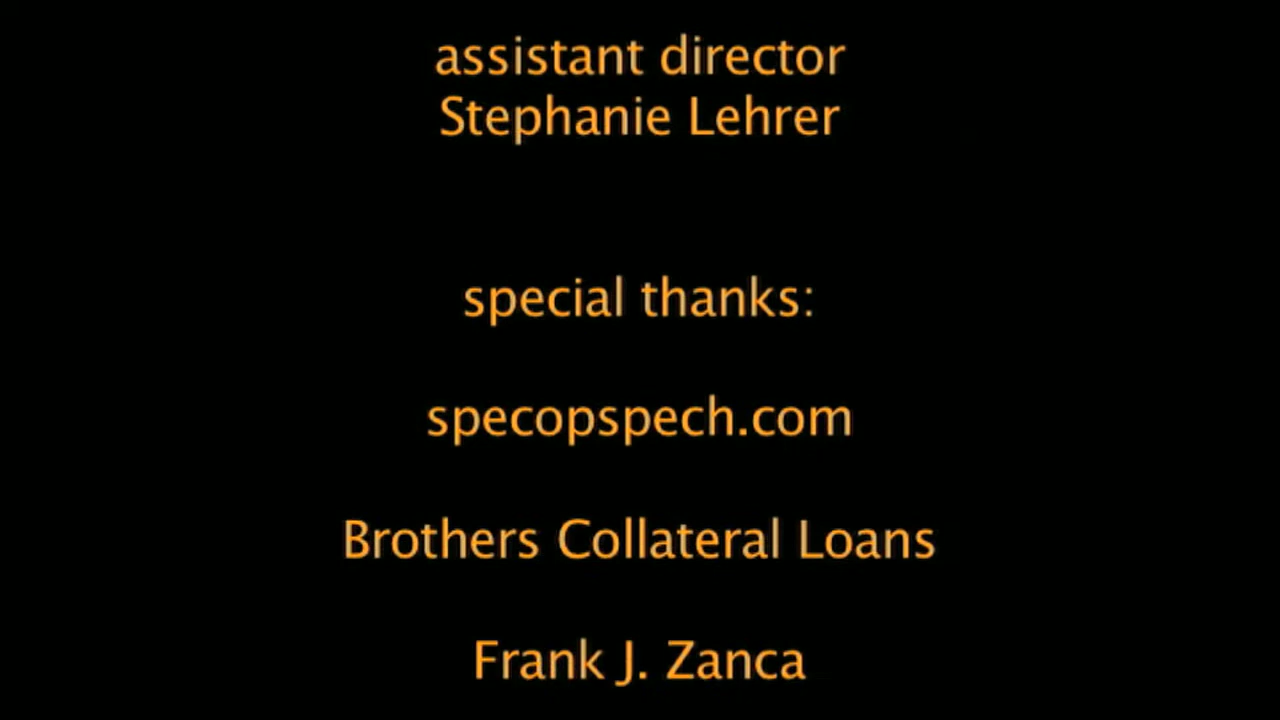 assistant director
Stephanie Lehrer
special thanks:
specopspech.com
Brothers Collateral Loans
Frank J. Zanca